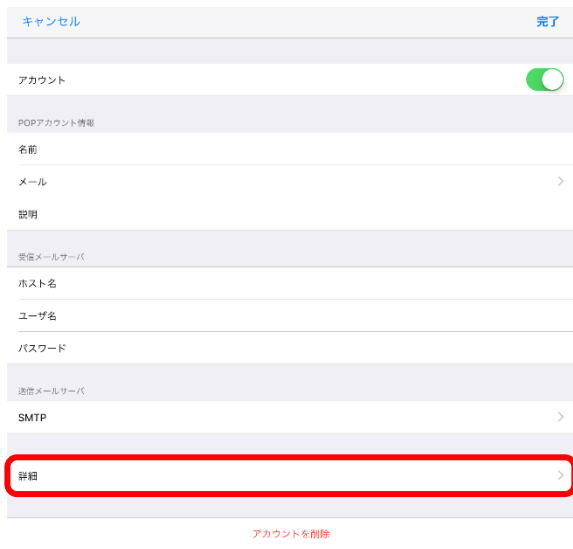 キャンセル 完了
アカウント
POPアカウント情報
名前
メール
説明
受信メールサーバ
ホスト名
ユーザ名
パスワード
送信メールサーバ
SMTP
詳細
アカウントを削除